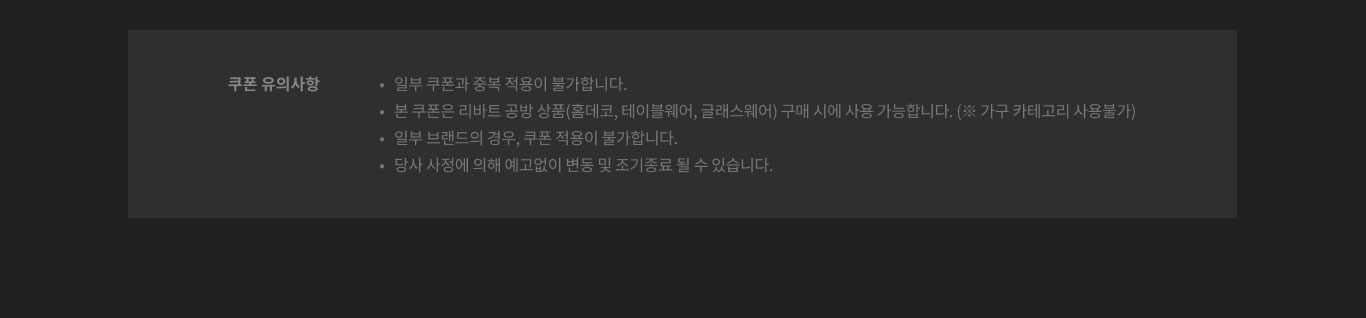 쿠폰 유의사항
• 일부 쿠폰과 중복 적용이 불가합니다.
• 본 쿠폰은 리바트 공방 상품(홈데코, 테이블웨어, 글래스웨어) 구매 시에 사용 가능합니다. (※ 가구 카테고리 사용불가)
• 일부 브랜드의 경우, 쿠폰 적용이 불가합니다.
• 당사 사정에 의해 예고없이 변동 및 조기종료 될 수 있습니다.